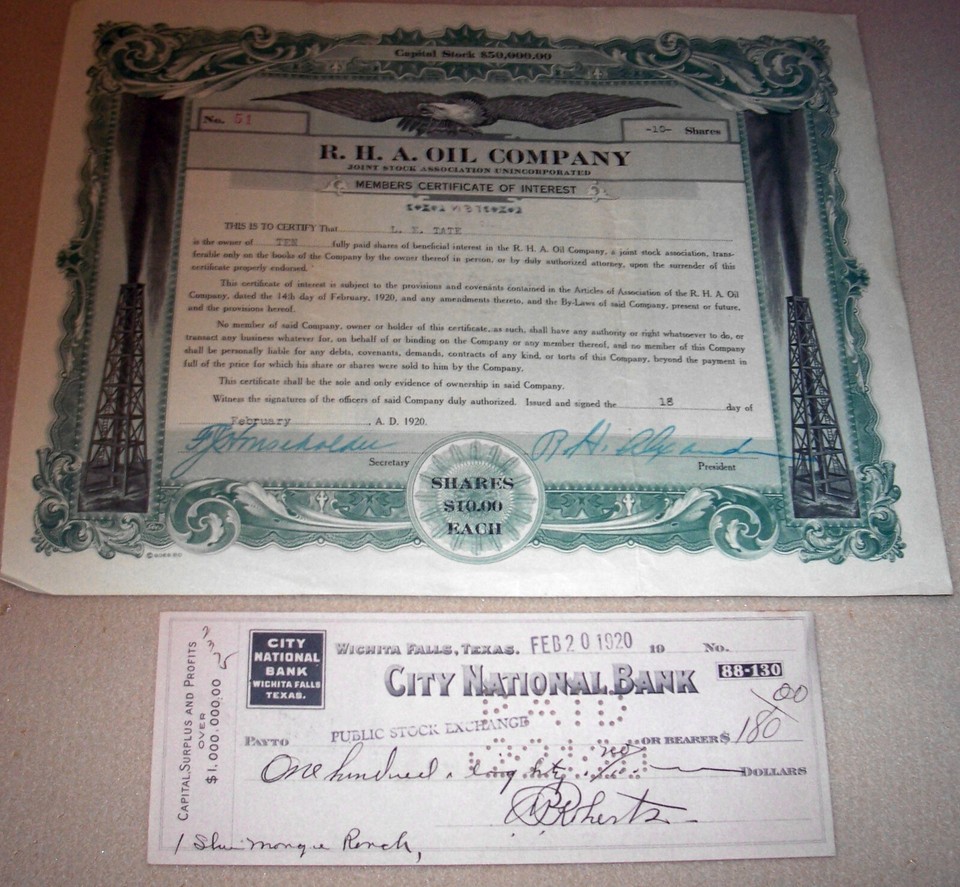 Capital Stock $50,000.00
No. 51
-10- Shares
R. H. A. OIL COMPANY
JOINT STOCK ASSOCIATION UNINCORPORATED
MEMBERS CERTIFICATE OF INTEREST
THIS IS TO CERTIFY That L. E. TATE
is the owner of TEN fully paid shares of beneficial interest in the R. H. A. Oil Company, a joint stock association, trans-
ferable only on the books of the Company by the owner thereof in person, or by duly authorized attorney, upon the surrender of this
certificate properly endorsed.
This certificate of interest is subject to the provisions and covenants contained in the Articles of Association of the R. H. A. Oil
Company, dated the 14th day of February, 1920, and any amendments thereto, and the By-Laws of said Company, present or future,
and the provisions hereof.
No member of said Company, owner or holder of this certificate, as such, shall have any authority or right whatsoever to do, or
transact any business whatever for, on behalf of or binding on the Company or any member thereof, and no member of this Company
shall be personally liable for any debts, covenants, demands, contracts of any kind, or torts of this Company, beyond the payment in
full of the price for which his share or shares were sold to him by the Company.
This certificate shall be the sole and only evidence of ownership in said Company.
Witness the signatures of the officers of said Company duly authorized. Issued and signed the 18 day of
February , A. D. 1920.
R. H. Alexander
Secretary
President
SHARES
$10.00
EACH
CAPITAL, SURPLUS AND PROFITS
OVER
$1,000,000.00
CITY
NATIONAL
BANK
WICHITA FALLS
TEXAS.
WICHITA FALLS, TEXAS. FEB 20 1920 19 No.
CITY NATIONAL BANK 88-130
PAY TO PUBLIC STOCK EXCHANGE OR BEARER $ 180 00
One hundred DOLLARS
Roberts
PAID
1 Ranch,